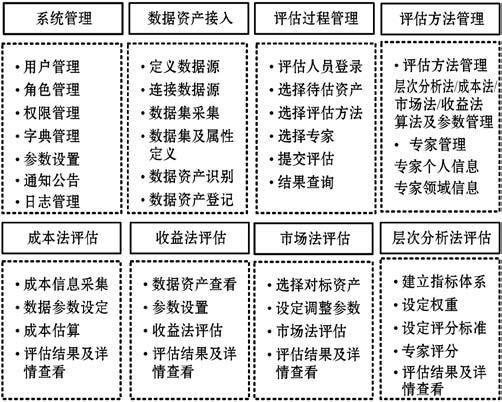 系统管理
• 用户管理
• 角色管理
• 权限管理
• 字典管理
• 参数设置
• 通知公告
• 日志管理
数据资产接入
• 定义数据源
• 连接数据源
• 数据集采集
• 数据集及属性
定义
• 数据资产识别
• 数据资产登记
评估过程管理
• 评估人员登录
• 选择待估资产
• 选择评估方法
• 选择专家
• 提交评估
• 结果查询
评估方法管理
• 评估方法管理
层次分析法/成本法/
市场法/收益法
算法及参数管理
• 专家管理
专家个人信息
专家领域信息
成本法评估
• 成本信息采集
• 数据参数设定
• 成本估算
• 评估结果及详
情查看
收益法评估
• 数据资产查看
• 参数设置
• 收益法评估
• 评估结果及详
情查看
市场法评估
• 选择对标资产
• 设定调整参数
• 市场法评估
• 评估结果及详
情查看
层次分析法评估
• 建立指标体系
• 设定权重
• 设定评分标准
• 专家评分
• 评估结果及详
情查看